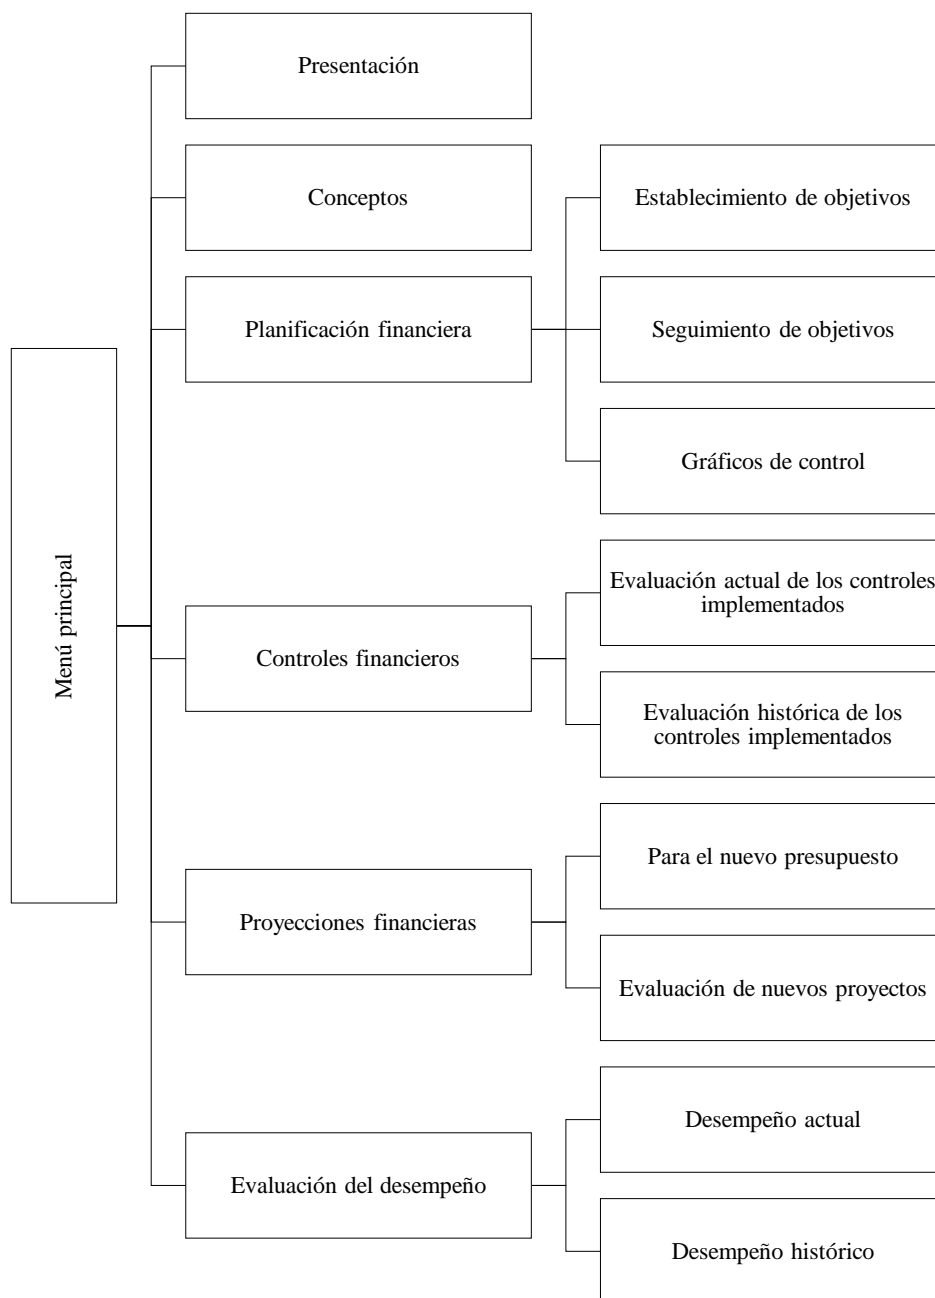 Menú principal
Presentación
Conceptos
Planificación financiera
Establecimiento de objetivos
Seguimiento de objetivos
Gráficos de control
Controles financieros
Evaluación actual de los controles
implementados
Evaluación histórica de los
controles implementados
Proyecciones financieras
Para el nuevo presupuesto
Evaluación de nuevos proyectos
Evaluación del desempeño
Desempeño actual
Desempeño histórico